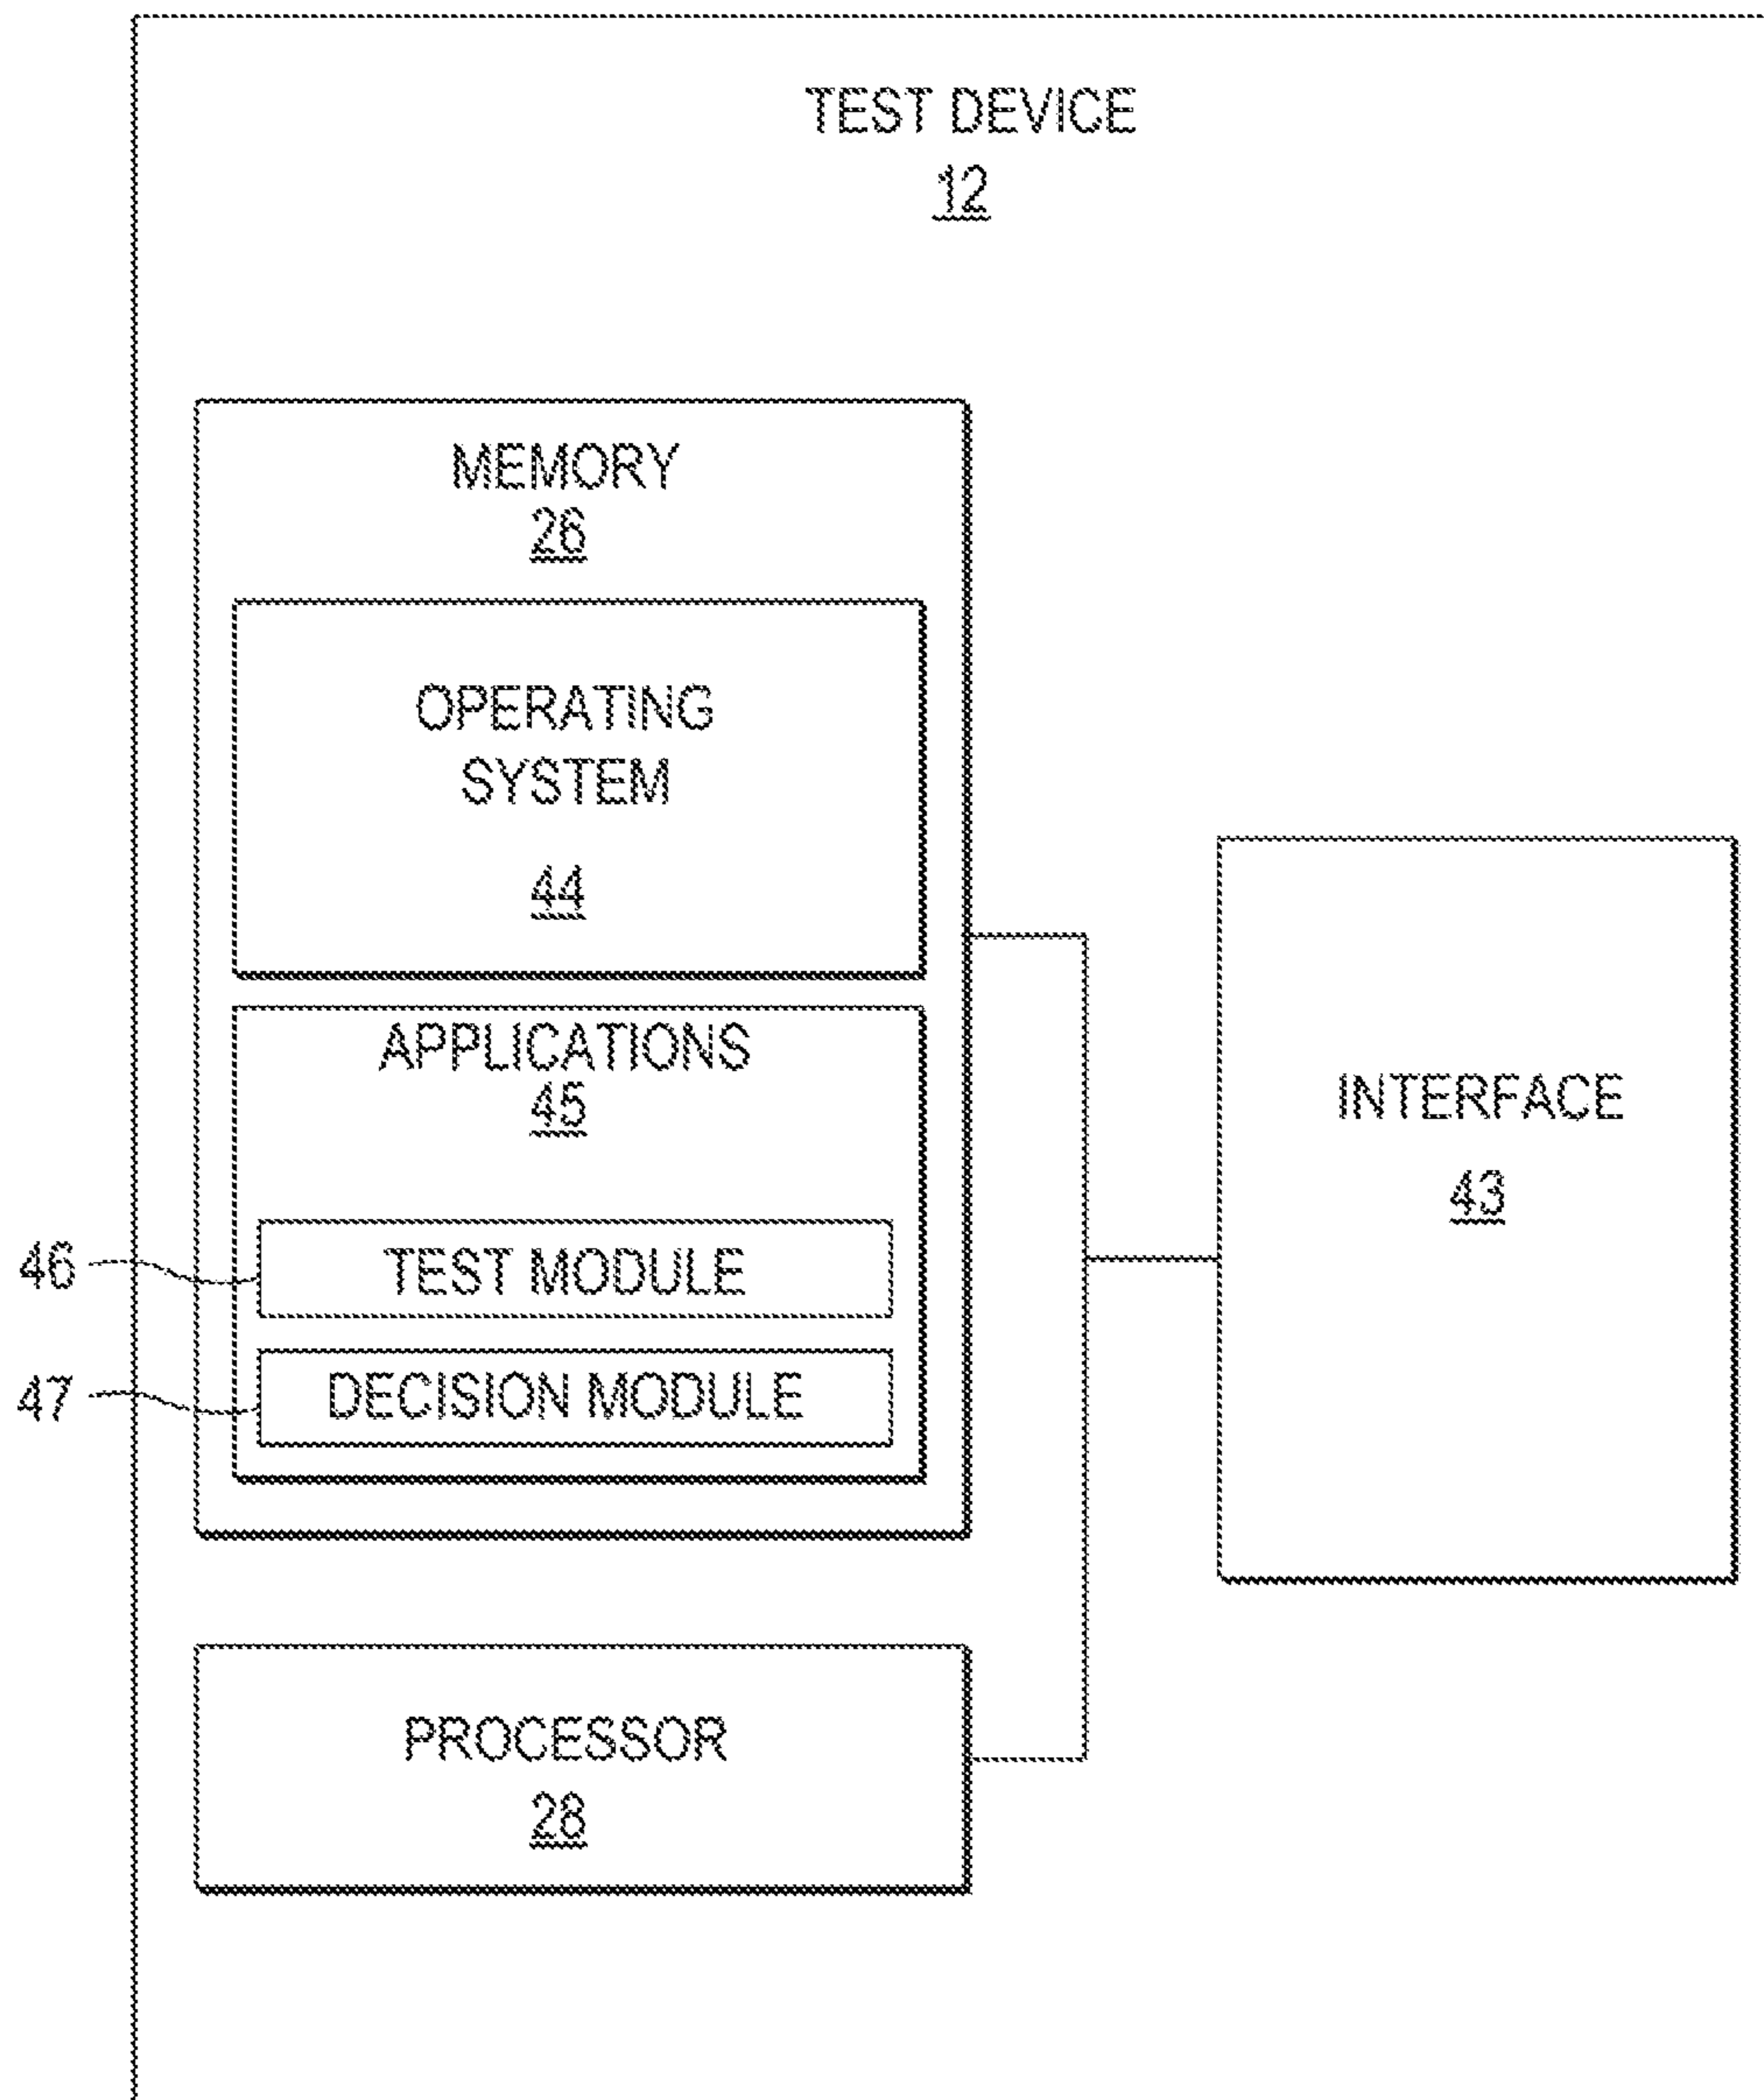 TEST DEVICE
12
MEMORY
26
OPERATING
SYSTEM
44
APPLICATIONS
45
46
TEST MODULE
47
DECISION MODULE
INTERFACE
43
PROCESSOR
28